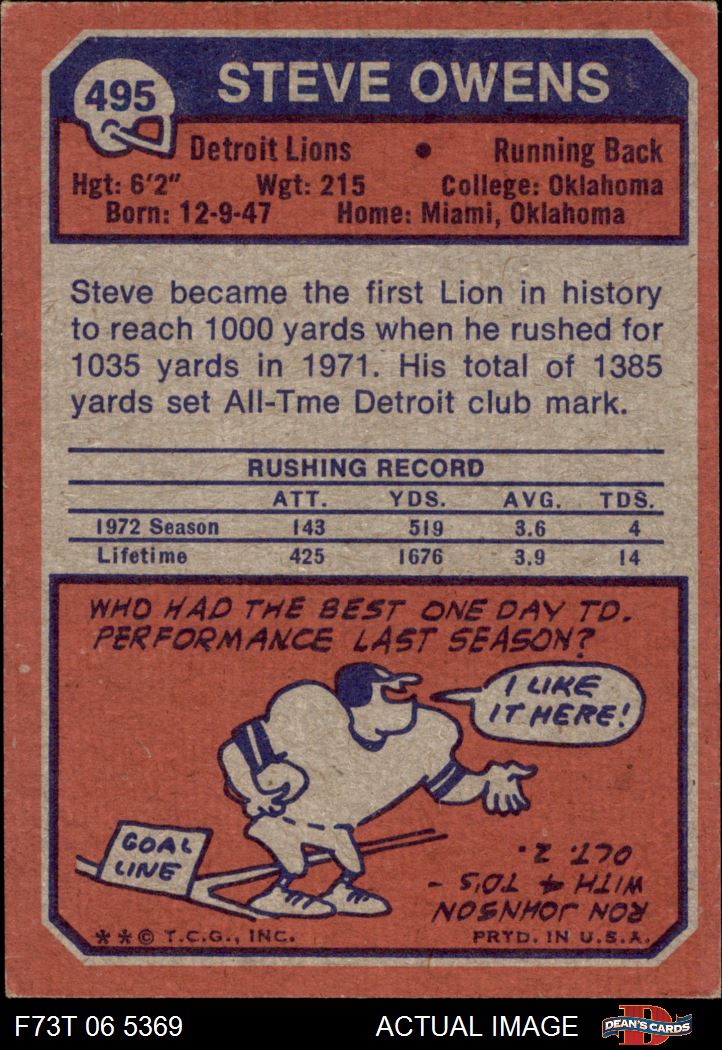 495
STEVE OWENS
Detroit Lions • Running Back
Hgt: 6'2" Wgt: 215 College: Oklahoma
Born: 12-9-47 Home: Miami, Oklahoma
Steve became the first Lion in history
to reach 1000 yards when he rushed for
1035 yards in 1971. His total of 1385
yards set All-Tme Detroit club mark.
RUSHING RECORD
ATT. YDS. AVG. TDS.
1972 Season 143 519 3.6 4
Lifetime 425 1676 3.9 14
WHO HAD THE BEST ONE DAY TD.
PERFORMANCE LAST SEASON?
I LIKE
IT HERE!
GOAL
LINE
RON JOHNSON
WITH 4 TD'S -
OCT. 2.
**© T.C.G., INC. PRTD. IN U.S.A.
F73T 06 5369 ACTUAL IMAGE D DEAN'S CARDS